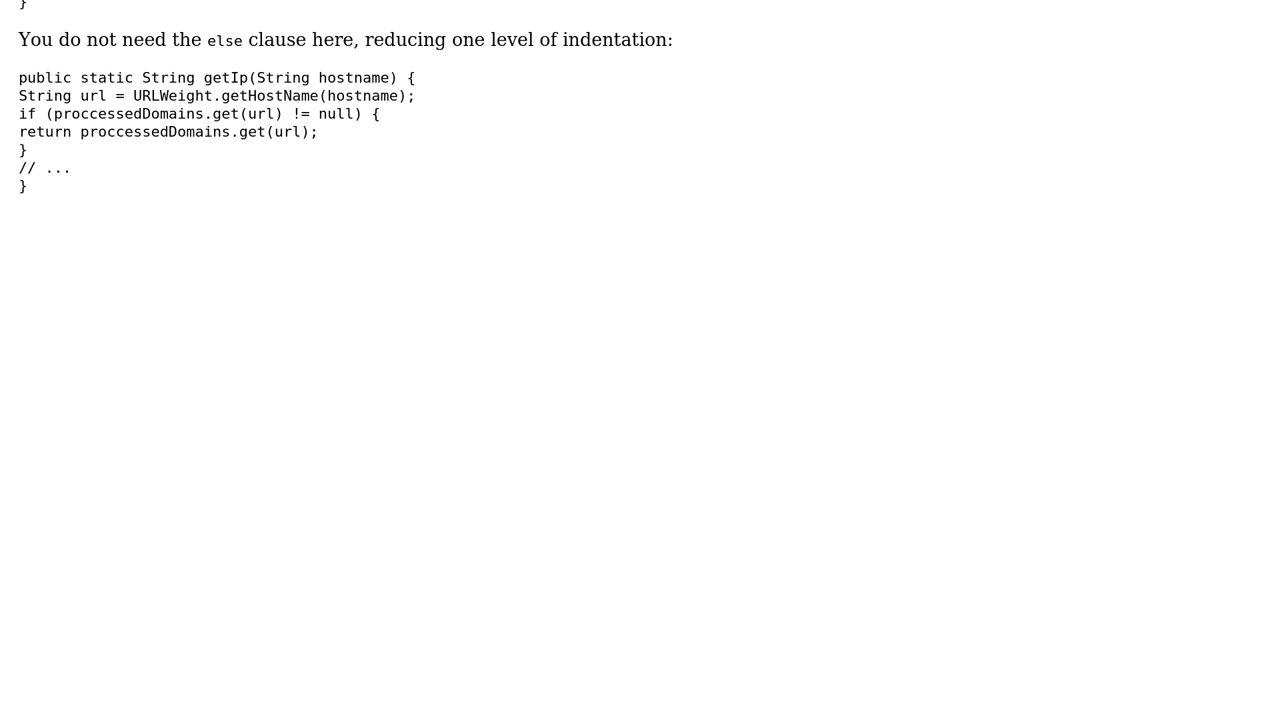 }
You do not need the else clause here, reducing one level of indentation:
public static String getIp(String hostname) {
String url = URLWeight.getHostName(hostname);
if (proccessedDomains.get(url) != null) {
return proccessedDomains.get(url);
}
// ...
}